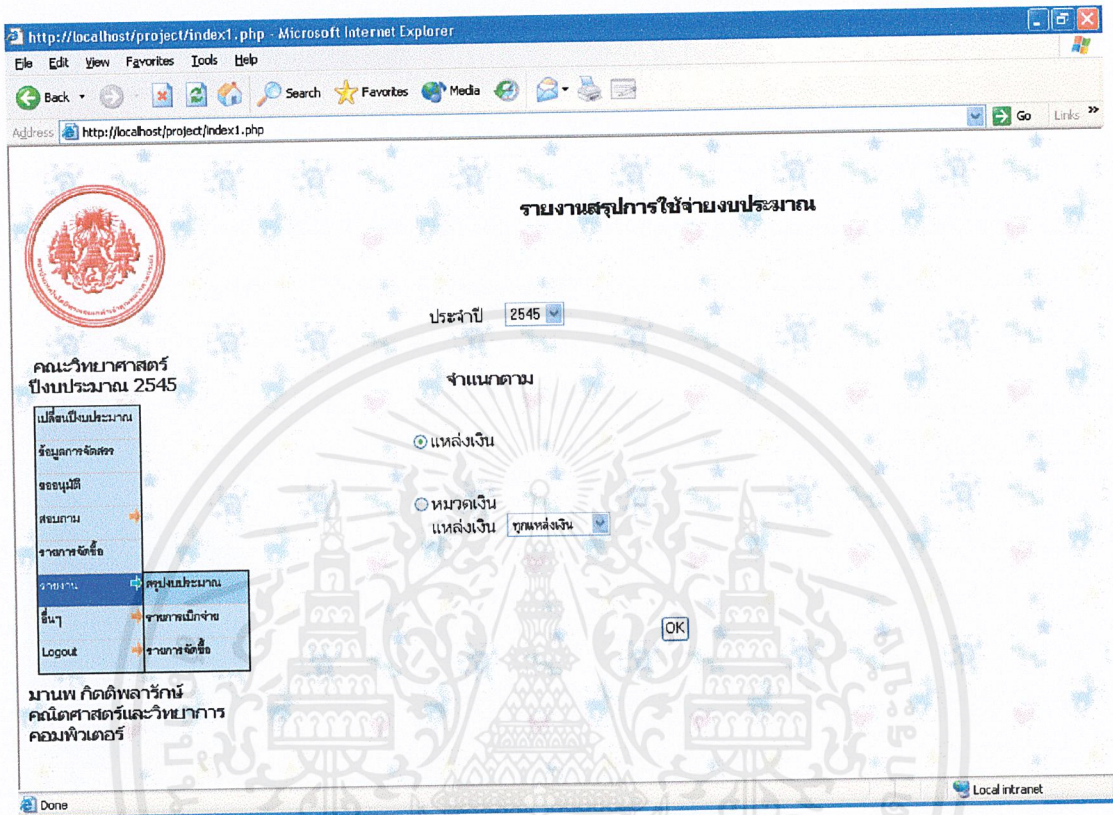 http://localhost/project/index1.php - Microsoft Internet Explorer
File Edit View Favorites Tools Help
Back Search Favorites Media
Address http://localhost/project/index1.php Go Links »
รายงานสรุปการใช้จ่ายงบประมาณ
ประจำปี 2545
คณะวิทยาศาสตร์
ปีงบประมาณ 2545
จำแนกตาม
เปลี่ยนปีงบประมาณ
ข้อมูลการจัดสรร
ขออนุมัติ
สอบถาม
รายการจัดซื้อ
รายงาน
อื่นๆ
Logout
สรุปงบประมาณ
รายการเบิกจ่าย
รายการจัดซื้อ
แหล่งเงิน
หมวดเงิน
แหล่งเงิน ทุกแหล่งเงิน
OK
มานพ กิตติพลารักษ์
คณิตศาสตร์และวิทยาการ
คอมพิวเตอร์
Done Local intranet